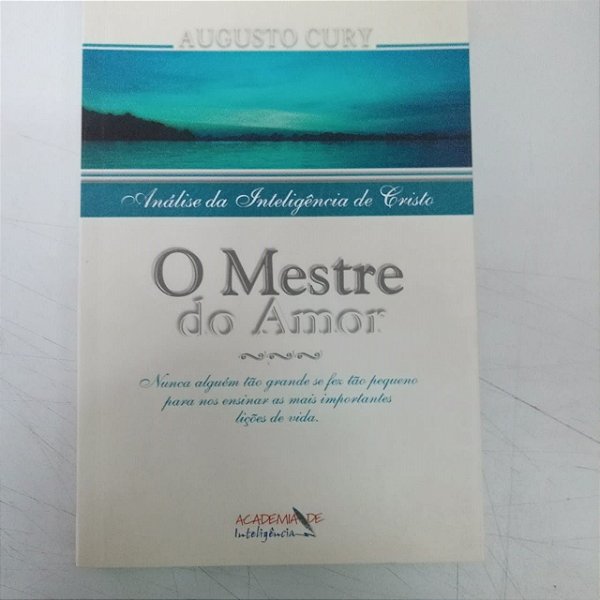 AUGUSTO CURY
Análise da Inteligência de Cristo
O Mestre
do Amor
Nunca alguém tão grande se fez tão pequeno
para nos ensinar as mais importantes
lições de vida.
ACADEMIA DE
Inteligência